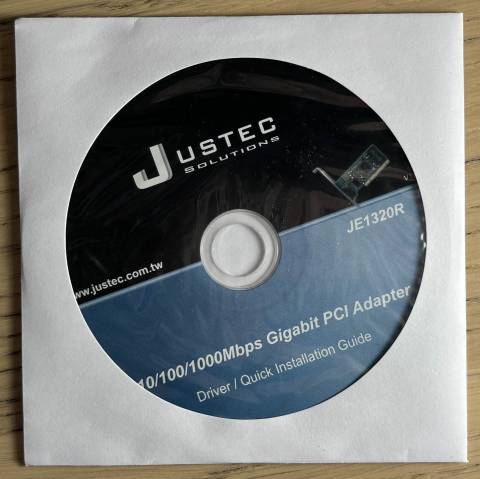 JUSTEC
SOLUTIONS
JE1320R
www.justec.com.tw
10/100/1000Mbps Gigabit PCI Adapter
Driver / Quick Installation Guide